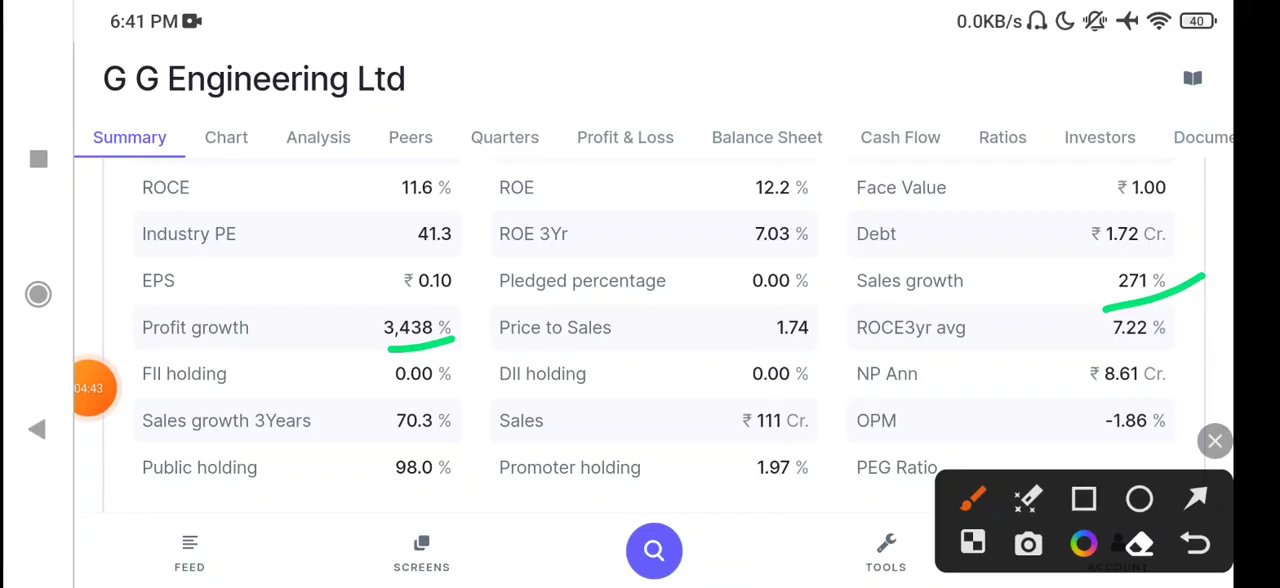 6:41 PM 0.0KB/s 40
G G Engineering Ltd
Summary Chart Analysis Peers Quarters Profit & Loss Balance Sheet Cash Flow Ratios Investors Docume
ROCE 11.6 % ROE 12.2 % Face Value ₹ 1.00
Industry PE 41.3 ROE 3Yr 7.03 % Debt ₹ 1.72 Cr.
EPS ₹ 0.10 Pledged percentage 0.00 % Sales growth 271 %
Profit growth 3,438 % Price to Sales 1.74 ROCE3yr avg 7.22 %
04:43
FII holding 0.00 % DII holding 0.00 % NP Ann ₹ 8.61 Cr.
Sales growth 3Years 70.3 % Sales ₹ 111 Cr. OPM -1.86 %
Public holding 98.0 % Promoter holding 1.97 % PEG Ratio
FEED SCREENS TOOLS ACCOUNT